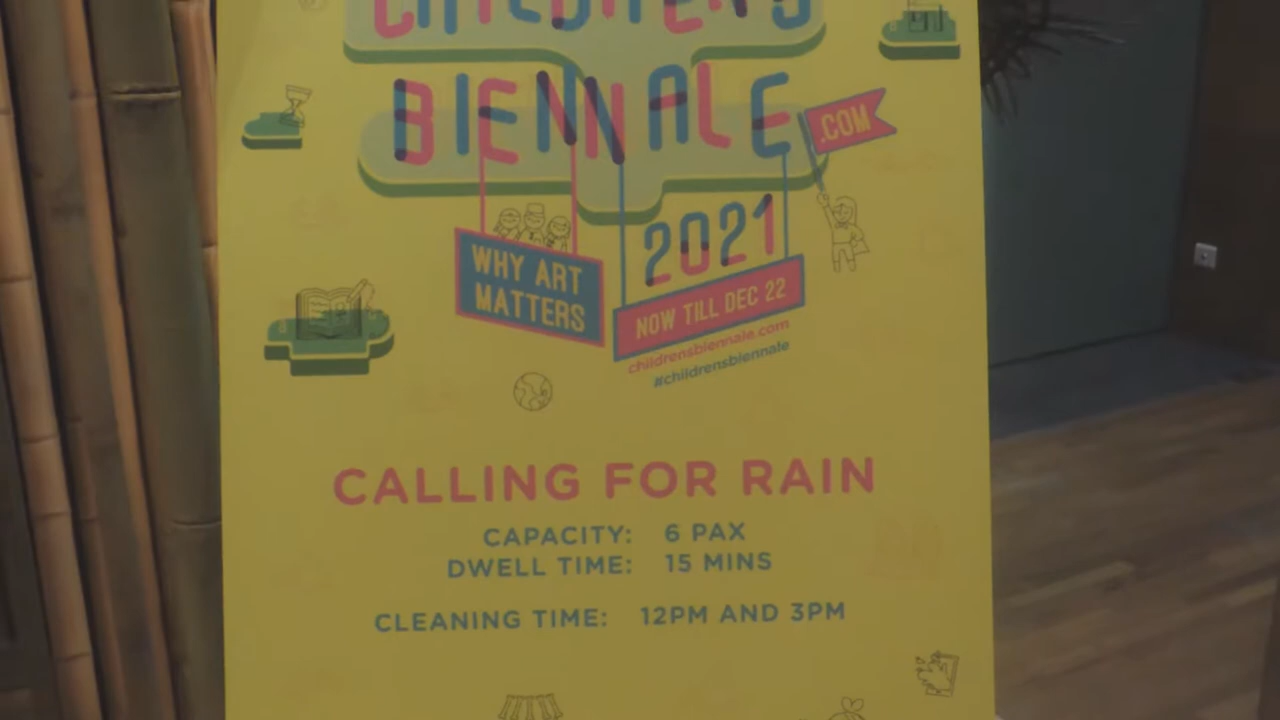 CHILDREN'S
BIENNALE
.COM
2021
WHY ART
MATTERS
NOW TILL DEC 22
childrensbiennale.com
#childrensbiennale
CALLING FOR RAIN
CAPACITY: 6 PAX
DWELL TIME: 15 MINS
CLEANING TIME: 12PM AND 3PM